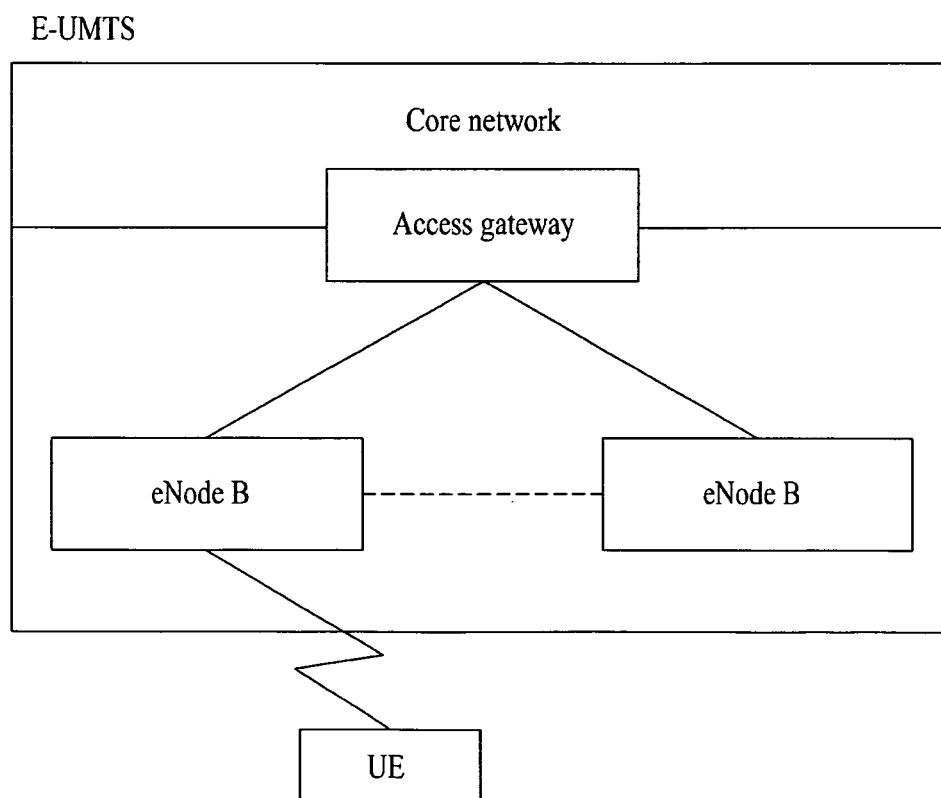 E-UMTS
Core network
Access gateway
eNode B
eNode B
UE